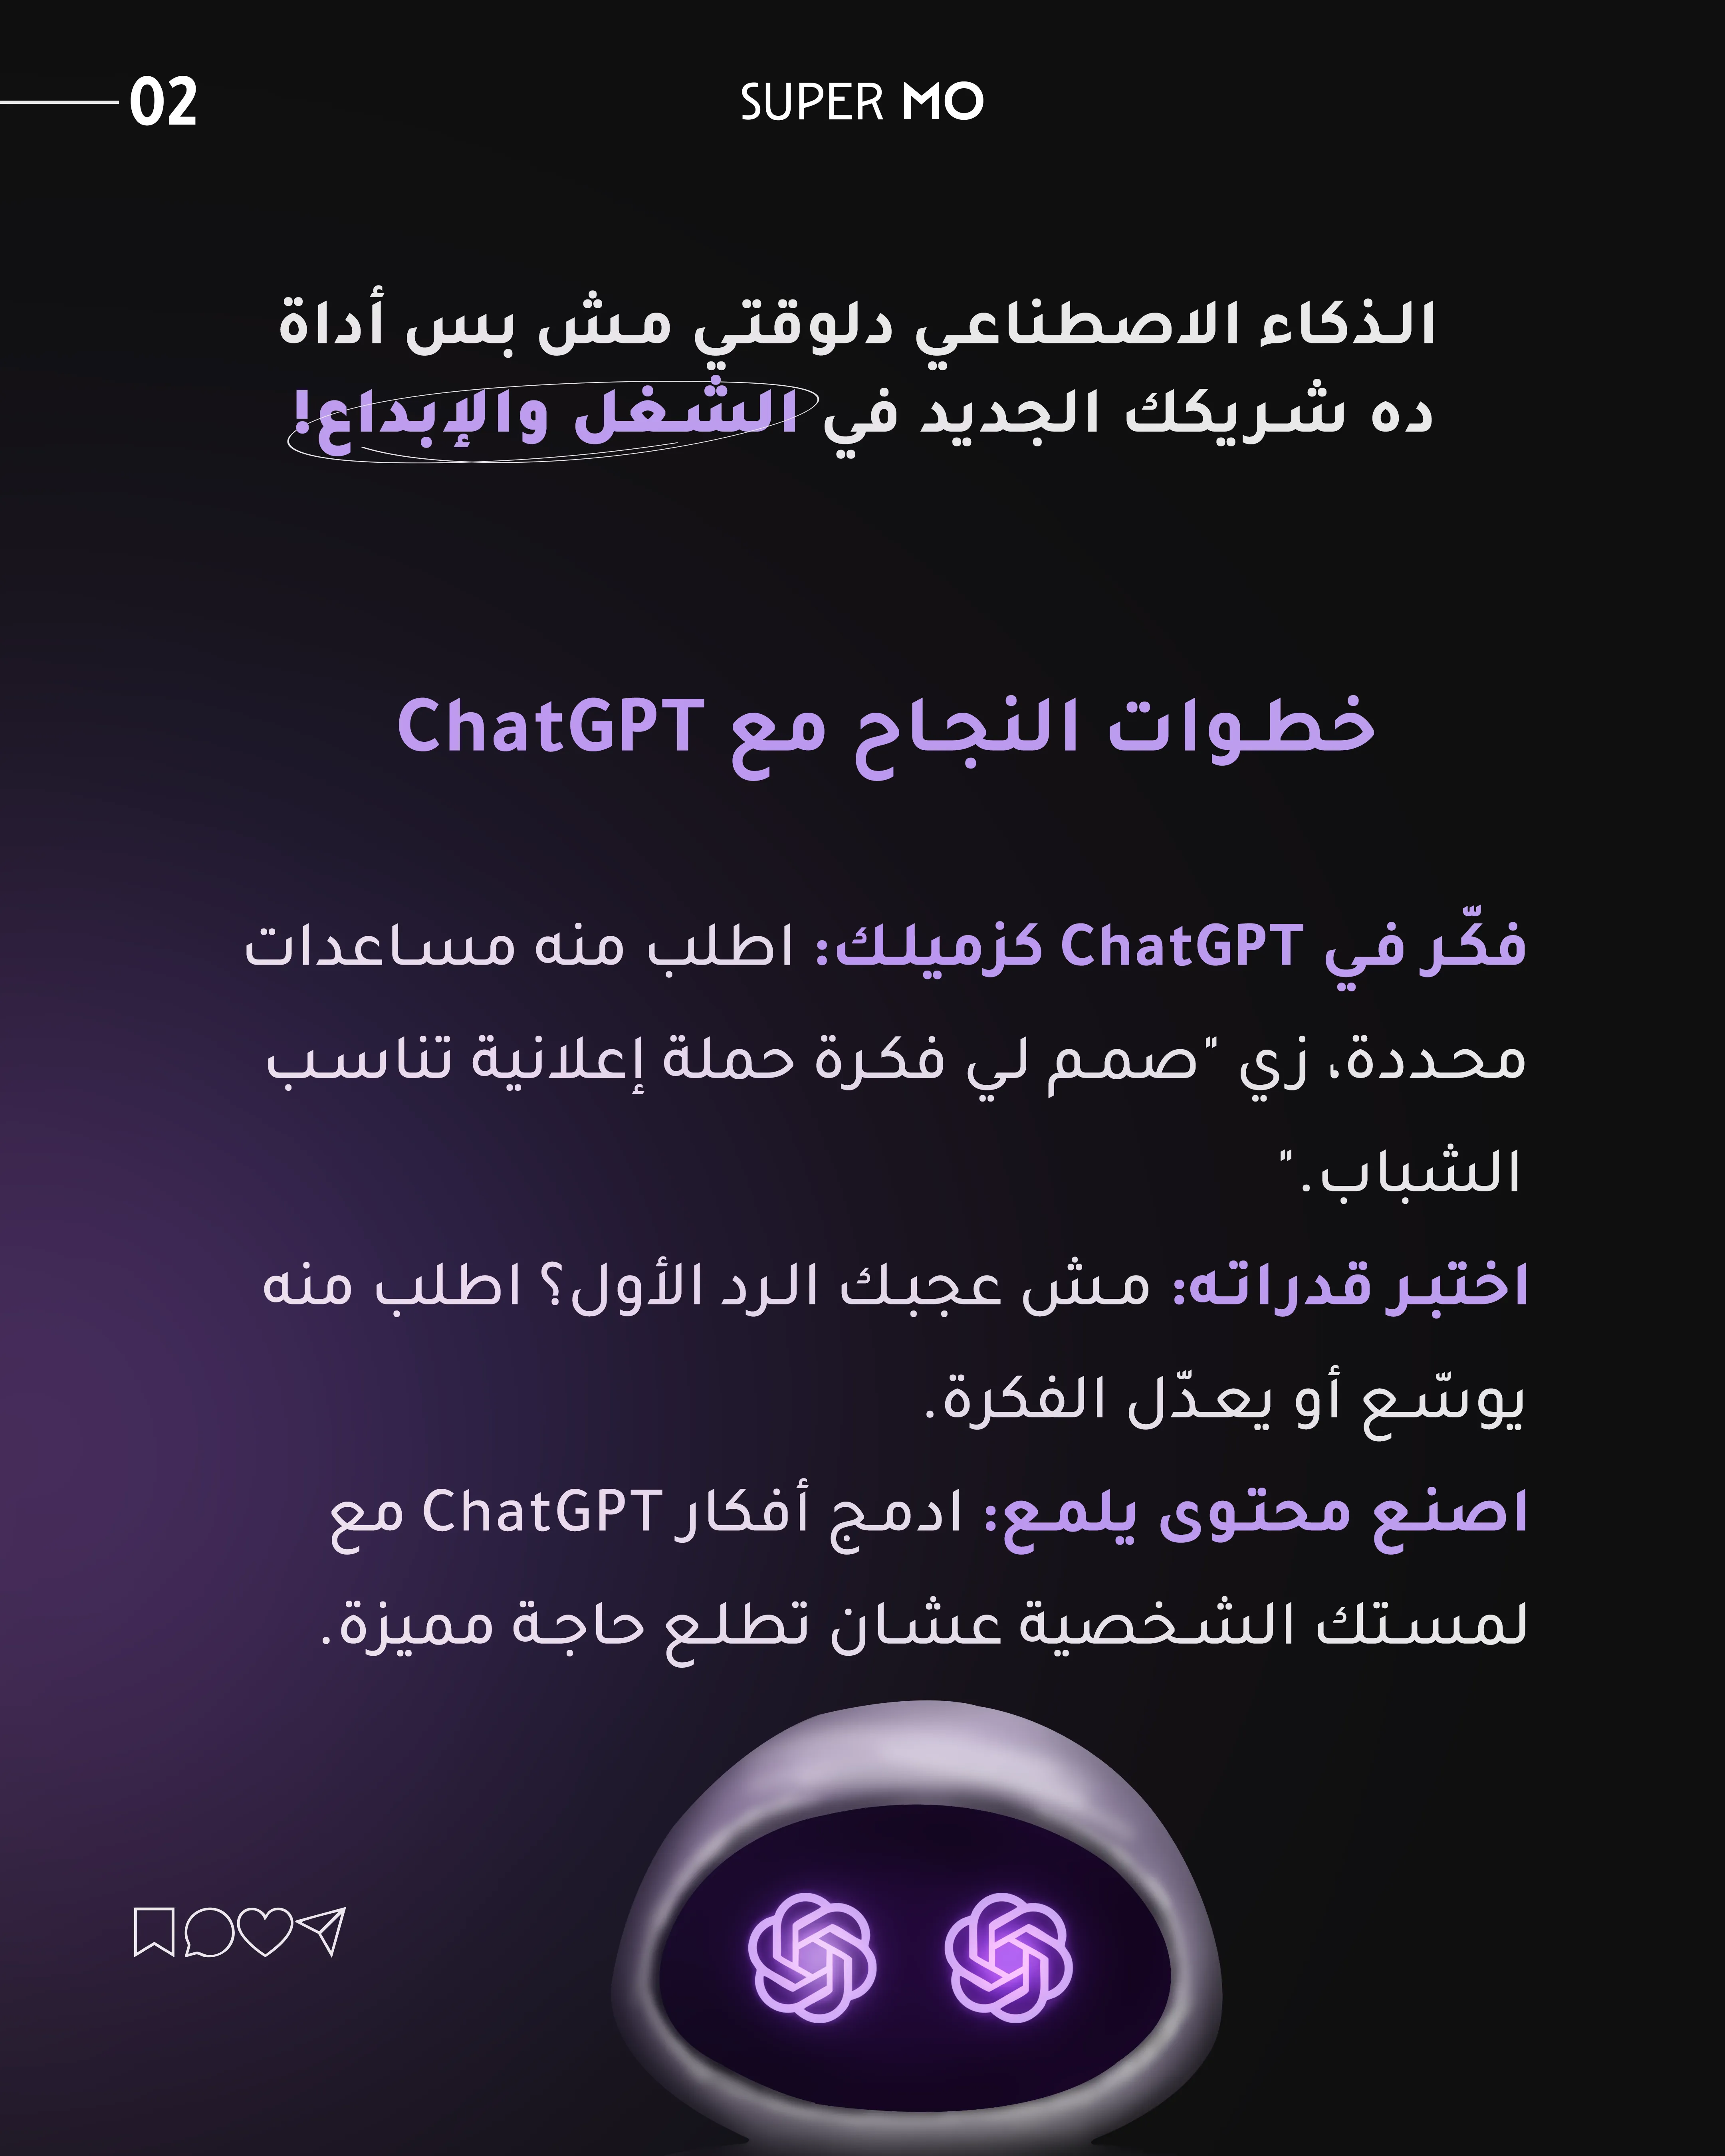 02
SUPER MO
الذكاء الاصطناعي دلوقتي مش بس أداة
ده شريكك الجديد في الشغل والإبداع!
خطوات النجاح مع ChatGPT
فكّر في ChatGPT كزميلك: اطلب منه مساعدات
محددة، زي "صمم لي فكرة حملة إعلانية تناسب
الشباب."
اختبر قدراته: مش عجبك الرد الأول؟ اطلب منه
يوسّع أو يعدّل الفكرة.
اصنع محتوى يلمع: ادمج أفكار ChatGPT مع
لمستك الشخصية عشان تطلع حاجة مميزة.